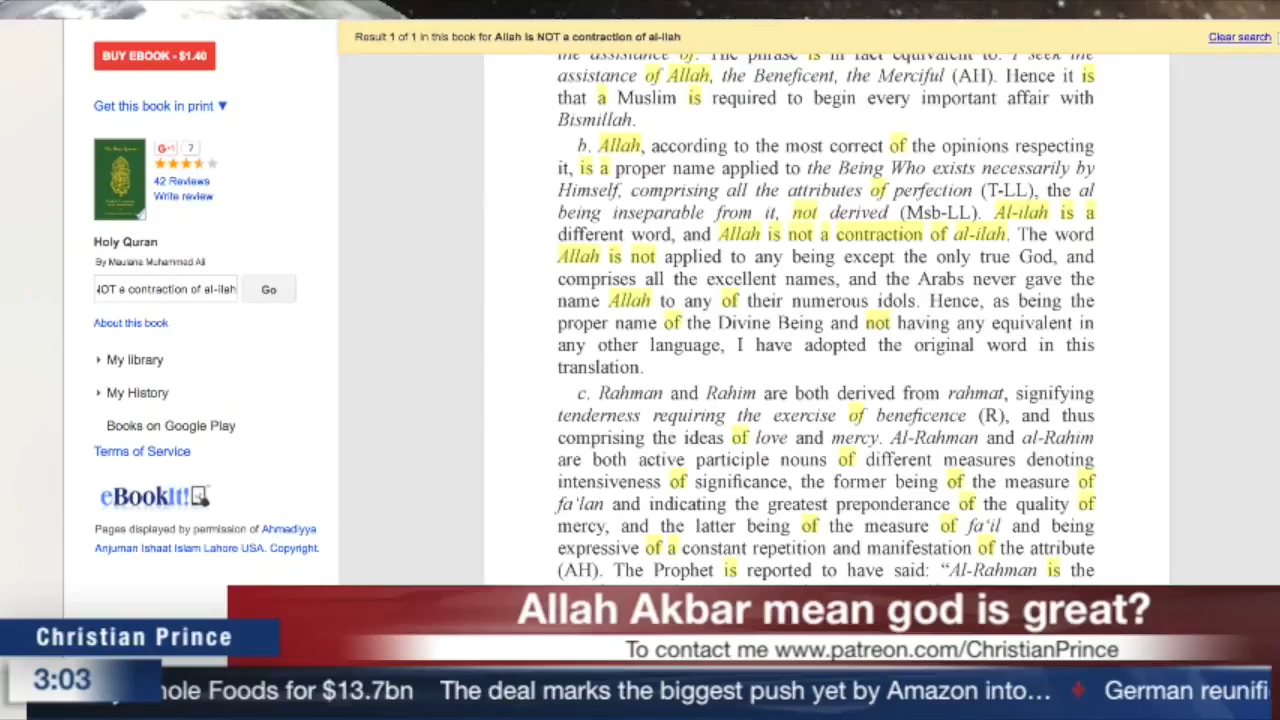 Result 1 of 1 in this book for Allah is NOT a contraction of al-ilah
Clear search
BUY EBOOK - $1.40
Get this book in print ▼
G+1 7
42 Reviews
Write review
Holy Quran
By Maulana Muhammad Ali
NOT a contraction of al-ilah
Go
About this book
My library
My History
Books on Google Play
Terms of Service
eBookIt!
Pages displayed by permission of Ahmadiyya
Anjuman Ishaat Islam Lahore USA. Copyright.
the assistance of. The phrase is in fact equivalent to: I seek the
assistance of Allah, the Beneficent, the Merciful (AH). Hence it is
that a Muslim is required to begin every important affair with
Bismillah.
b. Allah, according to the most correct of the opinions respecting
it, is a proper name applied to the Being Who exists necessarily by
Himself, comprising all the attributes of perfection (T-LL), the al
being inseparable from it, not derived (Msb-LL). Al-ilah is a
different word, and Allah is not a contraction of al-ilah. The word
Allah is not applied to any being except the only true God, and
comprises all the excellent names, and the Arabs never gave the
name Allah to any of their numerous idols. Hence, as being the
proper name of the Divine Being and not having any equivalent in
any other language, I have adopted the original word in this
translation.
c. Rahman and Rahim are both derived from rahmat, signifying
tenderness requiring the exercise of beneficence (R), and thus
comprising the ideas of love and mercy. Al-Rahman and al-Rahim
are both active participle nouns of different measures denoting
intensiveness of significance, the former being of the measure of
fa'lan and indicating the greatest preponderance of the quality of
mercy, and the latter being of the measure of fa'il and being
expressive of a constant repetition and manifestation of the attribute
(AH). The Prophet is reported to have said: "Al-Rahman is the
Allah Akbar mean god is great?
Christian Prince
To contact me www.patreon.com/ChristianPrince
3:03
hole Foods for $13.7bn The deal marks the biggest push yet by Amazon into... German reunifi